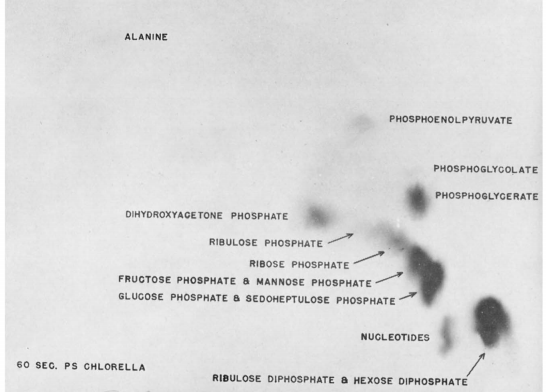 ALANINE
PHOSPHOENOLPYRUVATE
PHOSPHOGLYCOLATE
PHOSPHOGLYCERATE
DIHYDROXYACETONE PHOSPHATE
RIBULOSE PHOSPHATE
RIBOSE PHOSPHATE
FRUCTOSE PHOSPHATE & MANNOSE PHOSPHATE
GLUCOSE PHOSPHATE & SEDOHEPTULOSE PHOSPHATE
NUCLEOTIDES
60 SEC. PS CHLORELLA
RIBULOSE DIPHOSPHATE & HEXOSE DIPHOSPHATE